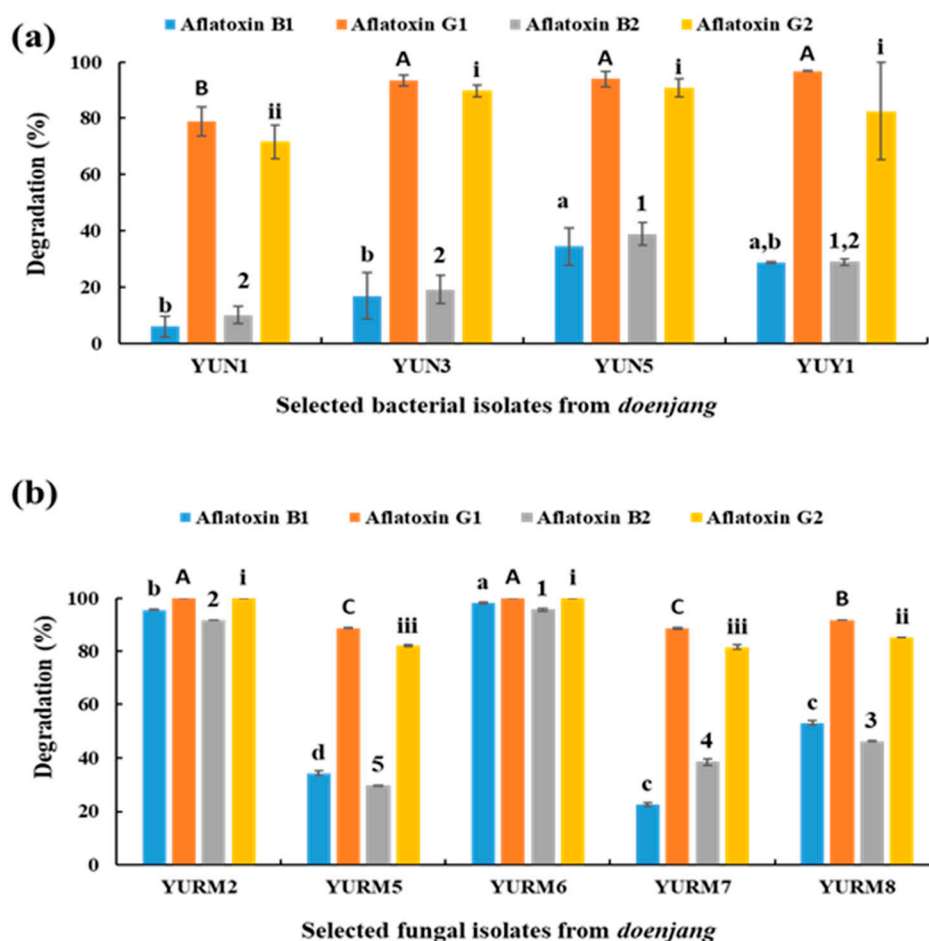 (a)
Aflatoxin B1 Aflatoxin G1 Aflatoxin B2 Aflatoxin G2
Degradation (%)
100
80
60
40
20
0
b B 2 ii
b A 2 i
a A 1 i
a,b A 1,2 i
YUN1 YUN3 YUN5 YUY1
Selected bacterial isolates from doenjang
(b)
Aflatoxin B1 Aflatoxin G1 Aflatoxin B2 Aflatoxin G2
Degradation (%)
100
80
60
40
20
0
b A 2 i
d C 5 iii
a A 1 i
c C 4 iii
c B 3 ii
YURM2 YURM5 YURM6 YURM7 YURM8
Selected fungal isolates from doenjang